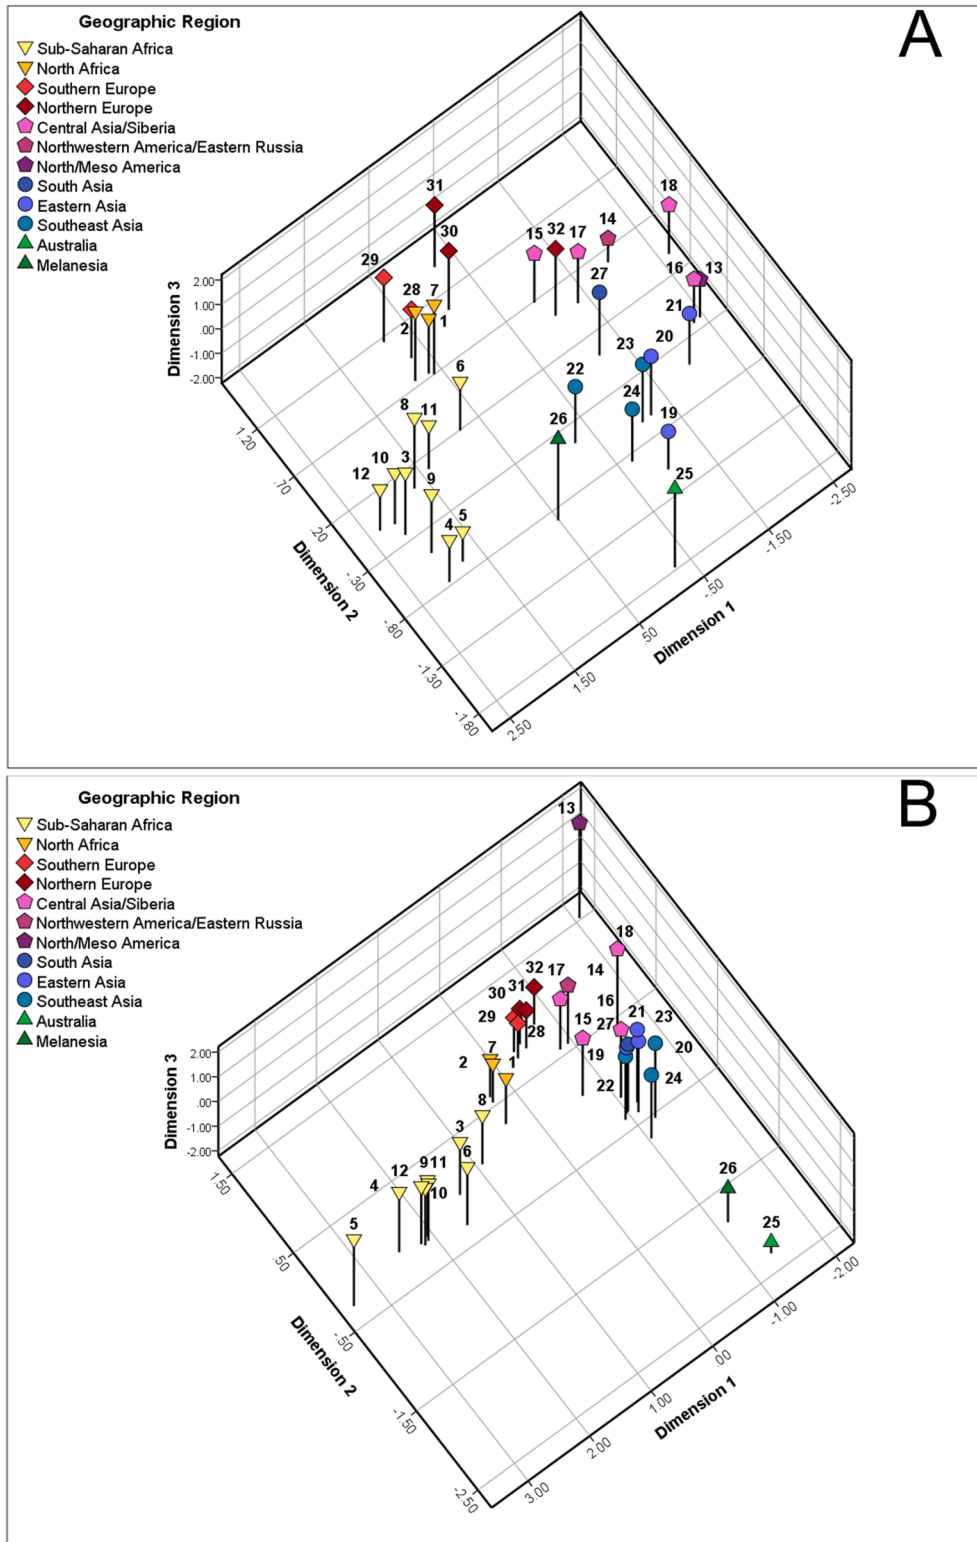 A
Geographic Region
Sub-Saharan Africa
North Africa
Southern Europe
Northern Europe
Central Asia/Siberia
Northwestern America/Eastern Russia
North/Meso America
South Asia
Eastern Asia
Southeast Asia
Australia
Melanesia
31
18
30
15
32
17
14
29
27
16
13
28
7
21
2
1
20
23
6
22
24
8
11
26
19
10
3
12
9
25
5
4
Dimension 3
2.00
1.00
.00
-1.00
-2.00
1.20
.70
.20
-.30
-.80
-1.30
-1.80
Dimension 2
2.50
1.50
.50
-.50
-1.50
-2.50
Dimension 1
B
Geographic Region
Sub-Saharan Africa
North Africa
Southern Europe
Northern Europe
Central Asia/Siberia
Northwestern America/Eastern Russia
North/Meso America
South Asia
Eastern Asia
Southeast Asia
Australia
Melanesia
13
18
32
17
14
31
30
16
29
15
27
21
23
28
7
2
1
19
20
22
24
8
3
6
12
9
11
4
10
26
5
25
Dimension 3
2.00
1.00
.00
-1.00
-2.00
1.50
.50
-.50
-1.50
-2.50
Dimension 2
3.00
2.00
1.00
.00
-1.00
-2.00
Dimension 1